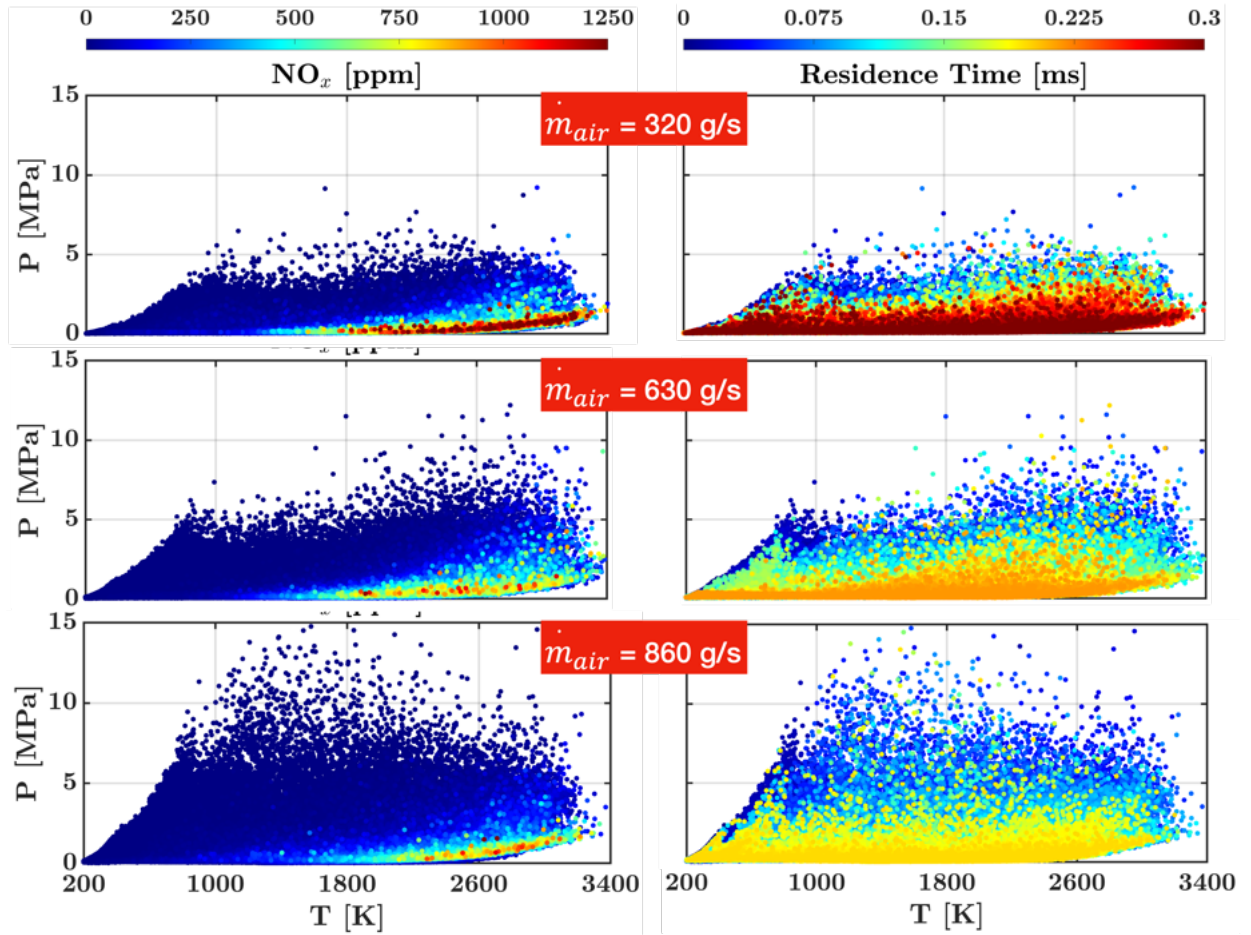 0 250 500 750 1000 1250
NOx [ppm]
0 0.075 0.15 0.225 0.3
Residence Time [ms]
ṁair = 320 g/s
15
10
5
0
P [MPa]
ṁair = 630 g/s
15
10
5
0
P [MPa]
ṁair = 860 g/s
15
10
5
0
P [MPa]
200 1000 1800 2600 3400
T [K]
200 1000 1800 2600 3400
T [K]